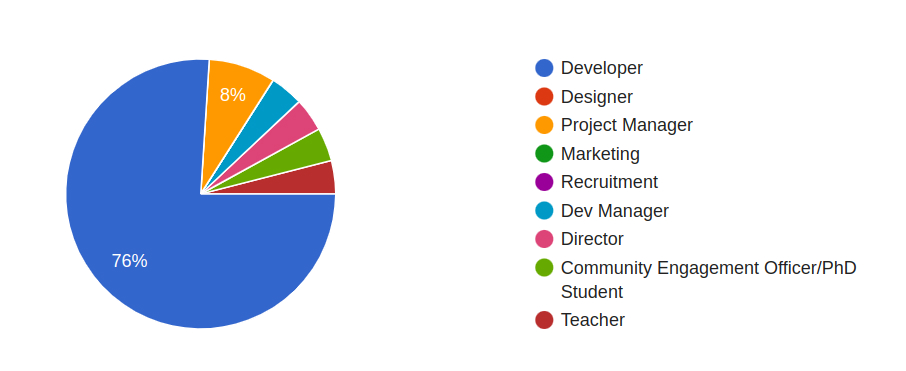 8%
76%
Developer
Designer
Project Manager
Marketing
Recruitment
Dev Manager
Director
Community Engagement Officer/PhD
Student
Teacher